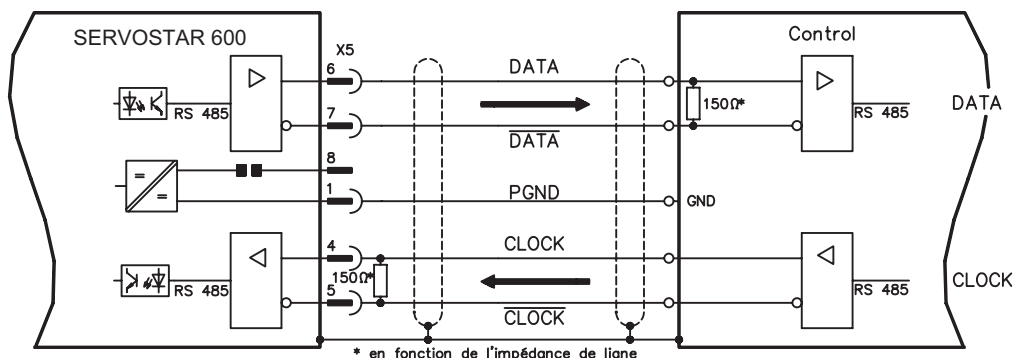 SERVOSTAR 600
X5
Control
6
DATA
150Ω*
RS 485
RS 485
DATA
7
DATA
8
1
PGND
GND
4
CLOCK
150Ω*
RS 485
RS 485
CLOCK
5
CLOCK
* en fonction de l'impédance de ligne